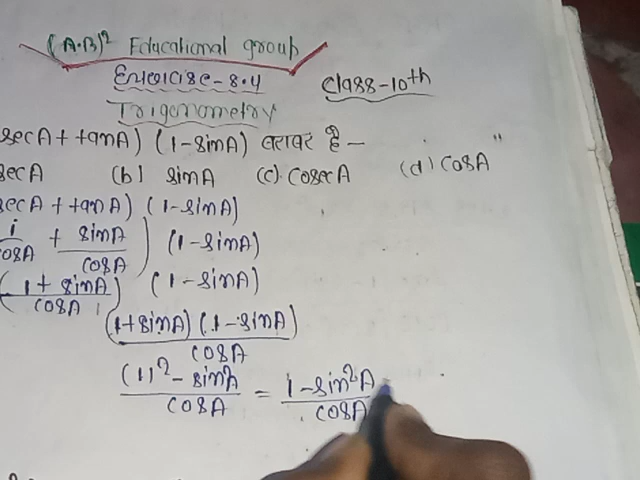 (A.B)² Educational group
Exercise-8.4 Class-10th
Trigonometry
secA + tanA) (1-sinA) बराबर है -
secA (b) sinA (c) cosecA (d) cosA"
secA + tanA) (1-sinA)
1/cosA + sinA/cosA) (1-sinA)
(1+sinA/cosA) (1-sinA)
(1+sinA) (1-sinA)/cosA
(1)²-sin²A/cosA = 1-sin²A/cosA